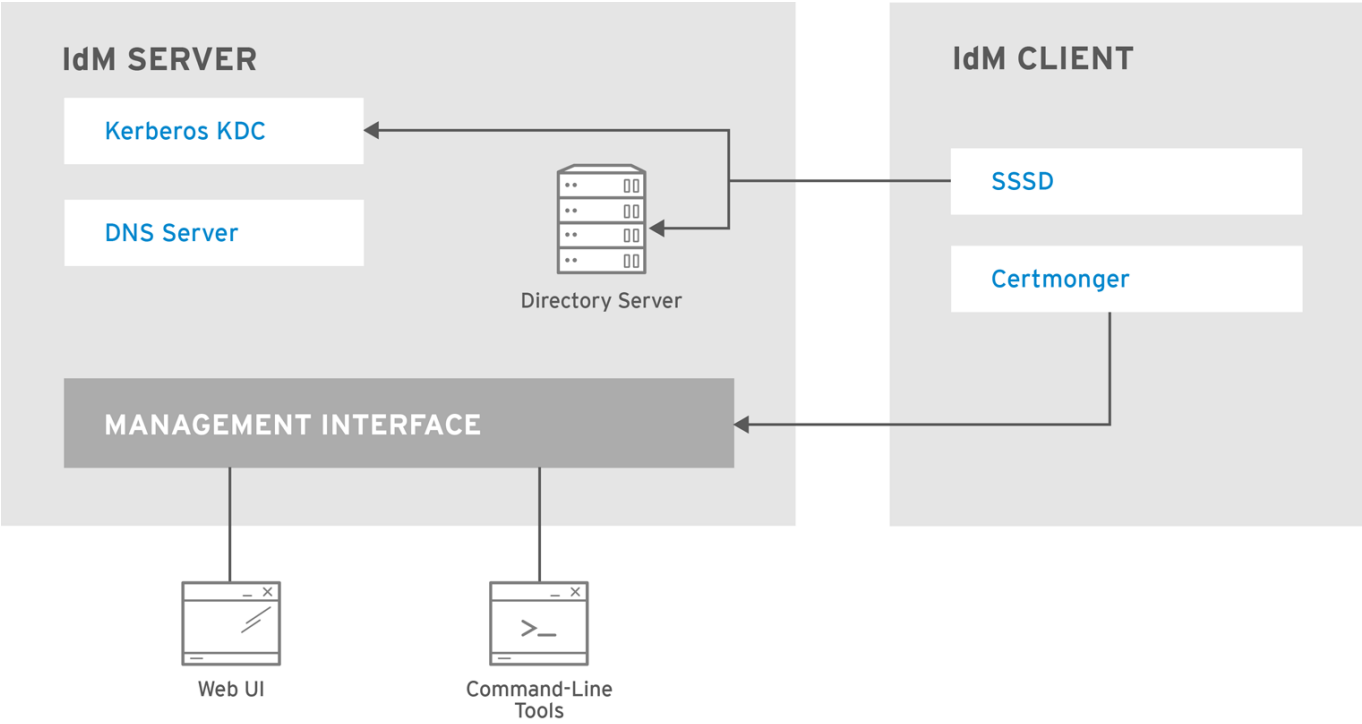 IdM SERVER
Kerberos KDC
DNS Server
Directory Server
MANAGEMENT INTERFACE
Web UI
Command-Line
Tools
IdM CLIENT
SSSD
Certmonger